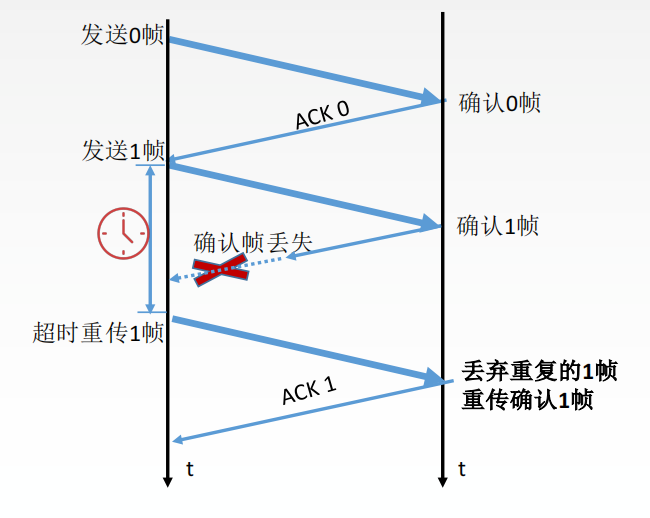 发送0帧
确认0帧
ACK 0
发送1帧
确认1帧
确认帧丢失
超时重传1帧
丢弃重复的1帧
重传确认1帧
ACK 1
t
t